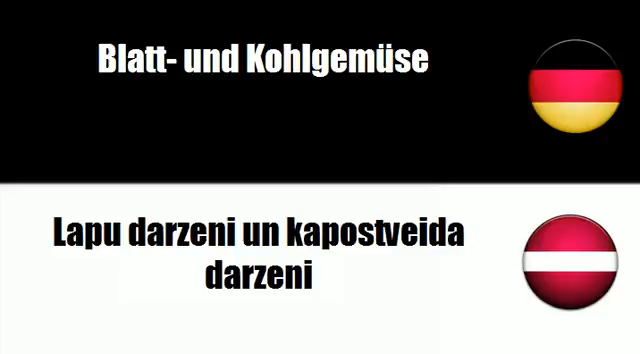 Blatt- und Kohlgemüse
Lapu darzeni un kapostveida
darzeni